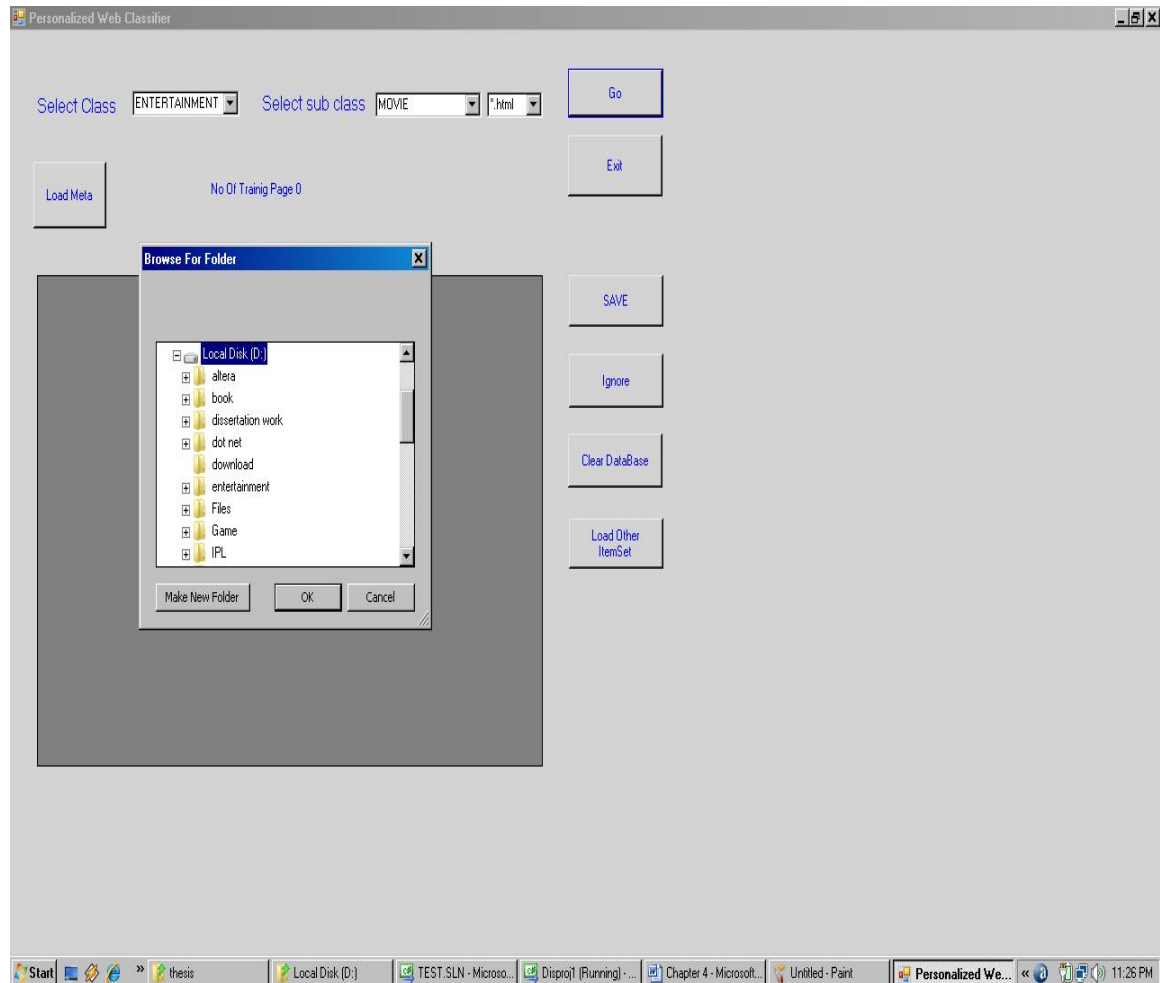 Personalized Web Classifier
Select Class ENTERTAINMENT Select sub class MOVIE *.html Go
Exit
Load Meta No Of Trainig Page 0
Browse For Folder
SAVE
Local Disk (D:)
altera
Ignore
book
dissertation work
dot net
download
Clear DataBase
entertainment
Files
Game
Load Other
ItemSet
IPL
Make New Folder OK Cancel
Start » thesis Local Disk (D:) TEST.SLN - Microso... Disproj1 (Running) - ... Chapter 4 - Microsoft... Untitled - Paint Personalized We... « 11:26 PM